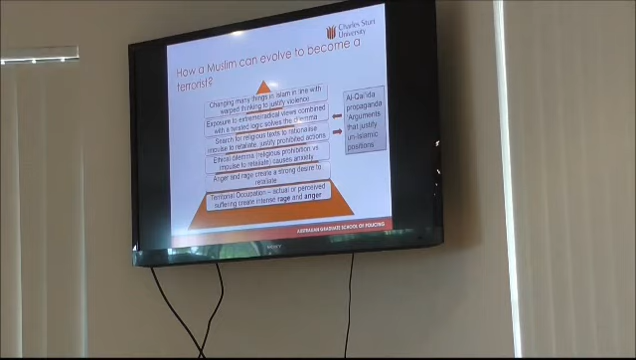 Charles Sturt
University
How a Muslim can evolve to become a
terrorist?
Changing many things in Islam in line with
warped thinking to justify violence
Exposure to extreme/radical views combined
with a twisted logic solves the dilemma
Search for religious texts to rationalise
impulse to retaliate, justify prohibited actions
Ethical dilemma (religious prohibition vs
impulse to retaliate) causes anxiety
Anger and rage create a strong desire to
retaliate
Territorial Occupation – actual or perceived
suffering create intense rage and anger
Al-Qai'ida
propaganda
'Arguments
that justify
un-Islamic
positions
AUSTRALIAN GRADUATE SCHOOL OF POLICING
SONY